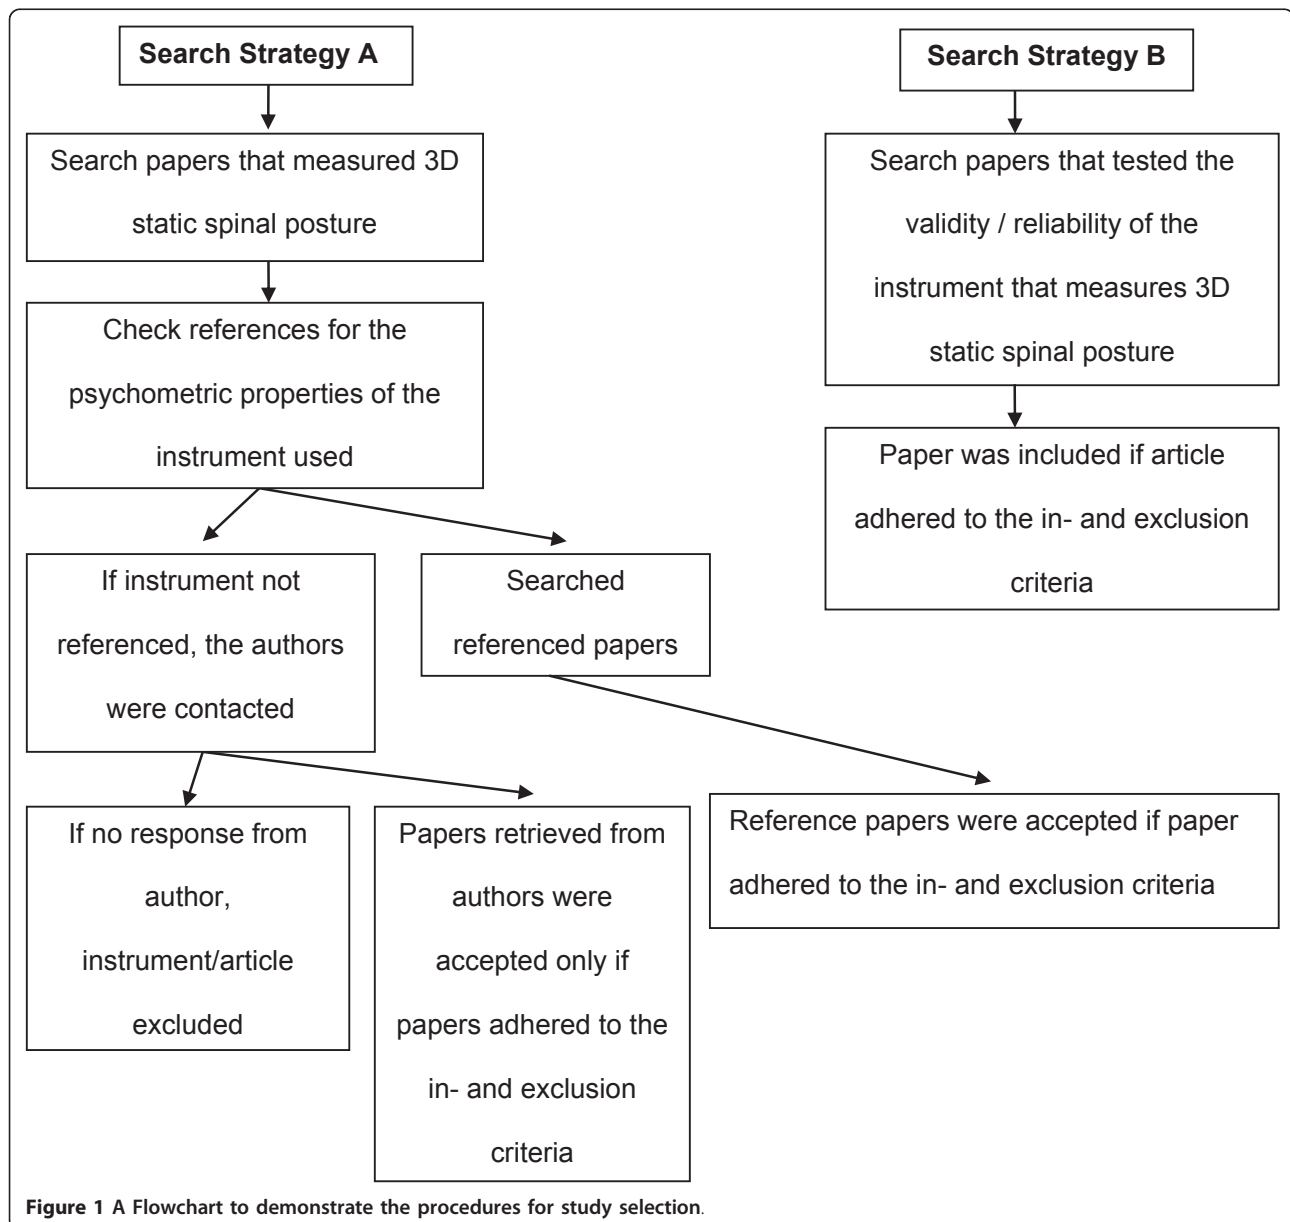 Search Strategy A
Search papers that measured 3D
static spinal posture
Check references for the
psychometric properties of the
instrument used
If instrument not
referenced, the authors
were contacted
Searched
referenced papers
If no response from
author,
instrument/article
excluded
Papers retrieved from
authors were
accepted only if
papers adhered to the
in- and exclusion
criteria
Reference papers were accepted if paper
adhered to the in- and exclusion criteria
Search Strategy B
Search papers that tested the
validity / reliability of the
instrument that measures 3D
static spinal posture
Paper was included if article
adhered to the in- and exclusion
criteria
Figure 1 A Flowchart to demonstrate the procedures for study selection.